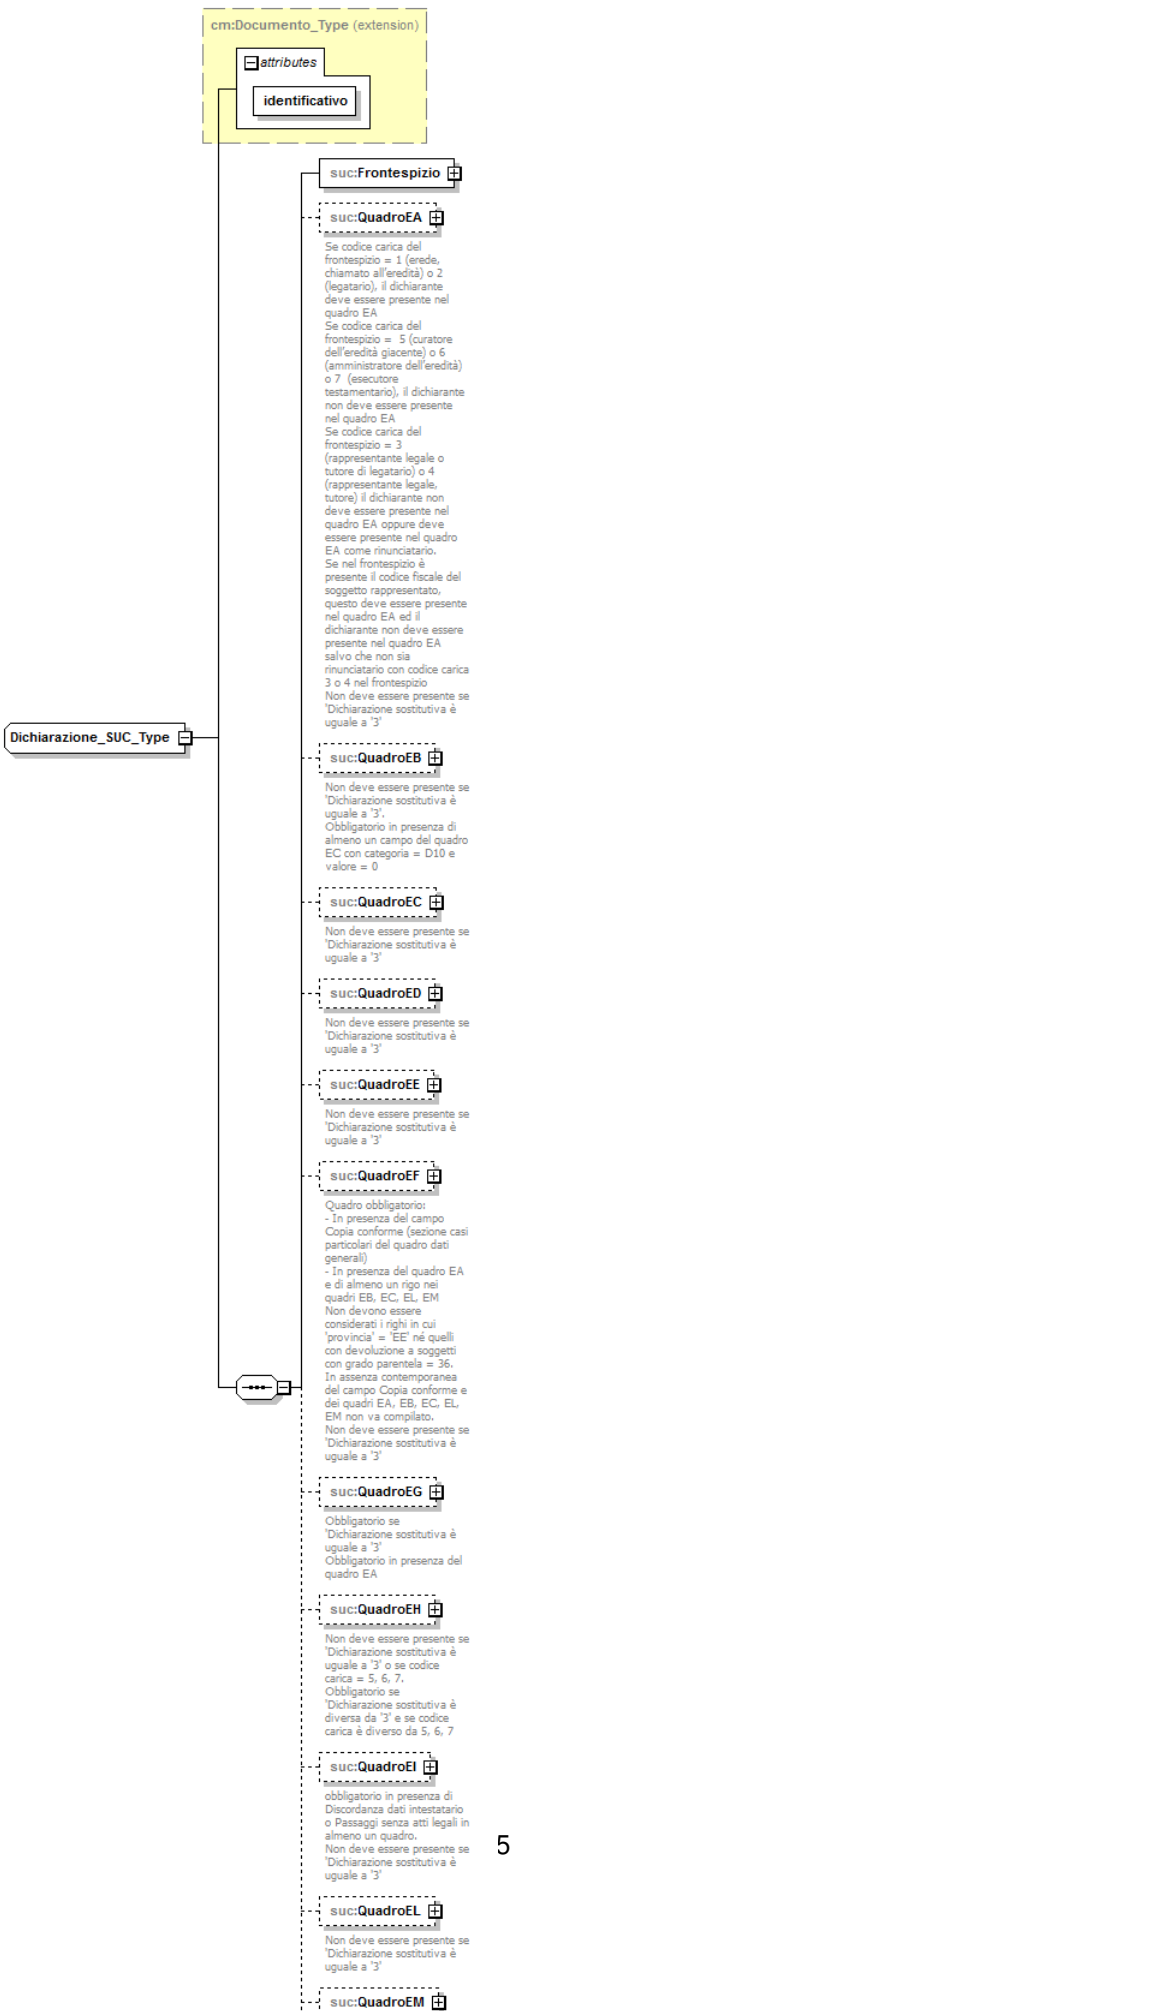 cm:Documento_Type (extension)
attributes
identificativo
suc:Frontespizio
suc:QuadroEA
Se codice carica del
frontespizio = 1 (erede,
chiamato all'eredità) o 2
(legatario), il dichiarante
deve essere presente nel
quadro EA
Se codice carica del
frontespizio =  5 (curatore
dell'eredità giacente) o 6
(amministratore dell'eredità)
o 7  (esecutore
testamentario), il dichiarante
non deve essere presente
nel quadro EA
Se codice carica del
frontespizio = 3
(rappresentante legale o
tutore di legatario) o 4
(rappresentante legale,
tutore) il dichiarante non
deve essere presente nel
quadro EA oppure deve
essere presente nel quadro
EA come rinunciatario.
Se nel frontespizio è
presente il codice fiscale del
soggetto rappresentato,
questo deve essere presente
nel quadro EA ed il
dichiarante non deve essere
presente nel quadro EA
salvo che non sia
rinunciatario con codice carica
3 o 4 nel frontespizio
Non deve essere presente se
'Dichiarazione sostitutiva è
uguale a '3'
Dichiarazione_SUC_Type
suc:QuadroEB
Non deve essere presente se
'Dichiarazione sostitutiva è
uguale a '3'.
Obbligatorio in presenza di
almeno un campo del quadro
EC con categoria = D10 e
valore = 0
suc:QuadroEC
Non deve essere presente se
'Dichiarazione sostitutiva è
uguale a '3'
suc:QuadroED
Non deve essere presente se
'Dichiarazione sostitutiva è
uguale a '3'
suc:QuadroEE
Non deve essere presente se
'Dichiarazione sostitutiva è
uguale a '3'
suc:QuadroEF
Quadro obbligatorio:
- In presenza del campo
Copia conforme (sezione casi
particolari del quadro dati
generali)
- In presenza del quadro EA
e di almeno un rigo nei
quadri EB, EC, EL, EM
Non devono essere
considerati i righi in cui
'provincia' = 'EE' né quelli
con devoluzione a soggetti
con grado parentela = 36.
In assenza contemporanea
del campo Copia conforme e
dei quadri EA, EB, EC, EL,
EM non va compilato.
Non deve essere presente se
'Dichiarazione sostitutiva è
uguale a '3'
suc:QuadroEG
Obbligatorio se
'Dichiarazione sostitutiva è
uguale a '3'
Obbligatorio in presenza del
quadro EA
suc:QuadroEH
Non deve essere presente se
'Dichiarazione sostitutiva è
uguale a '3' o se codice
carica = 5, 6, 7.
Obbligatorio se
'Dichiarazione sostitutiva è
diversa da '3' e se codice
carica è diverso da 5, 6, 7
suc:QuadroEI
obbligatorio in presenza di
Discordanza dati intestatario
o Passaggi senza atti legali in
almeno un quadro.
Non deve essere presente se
'Dichiarazione sostitutiva è
uguale a '3'
5
suc:QuadroEL
Non deve essere presente se
'Dichiarazione sostitutiva è
uguale a '3'
suc:QuadroEM